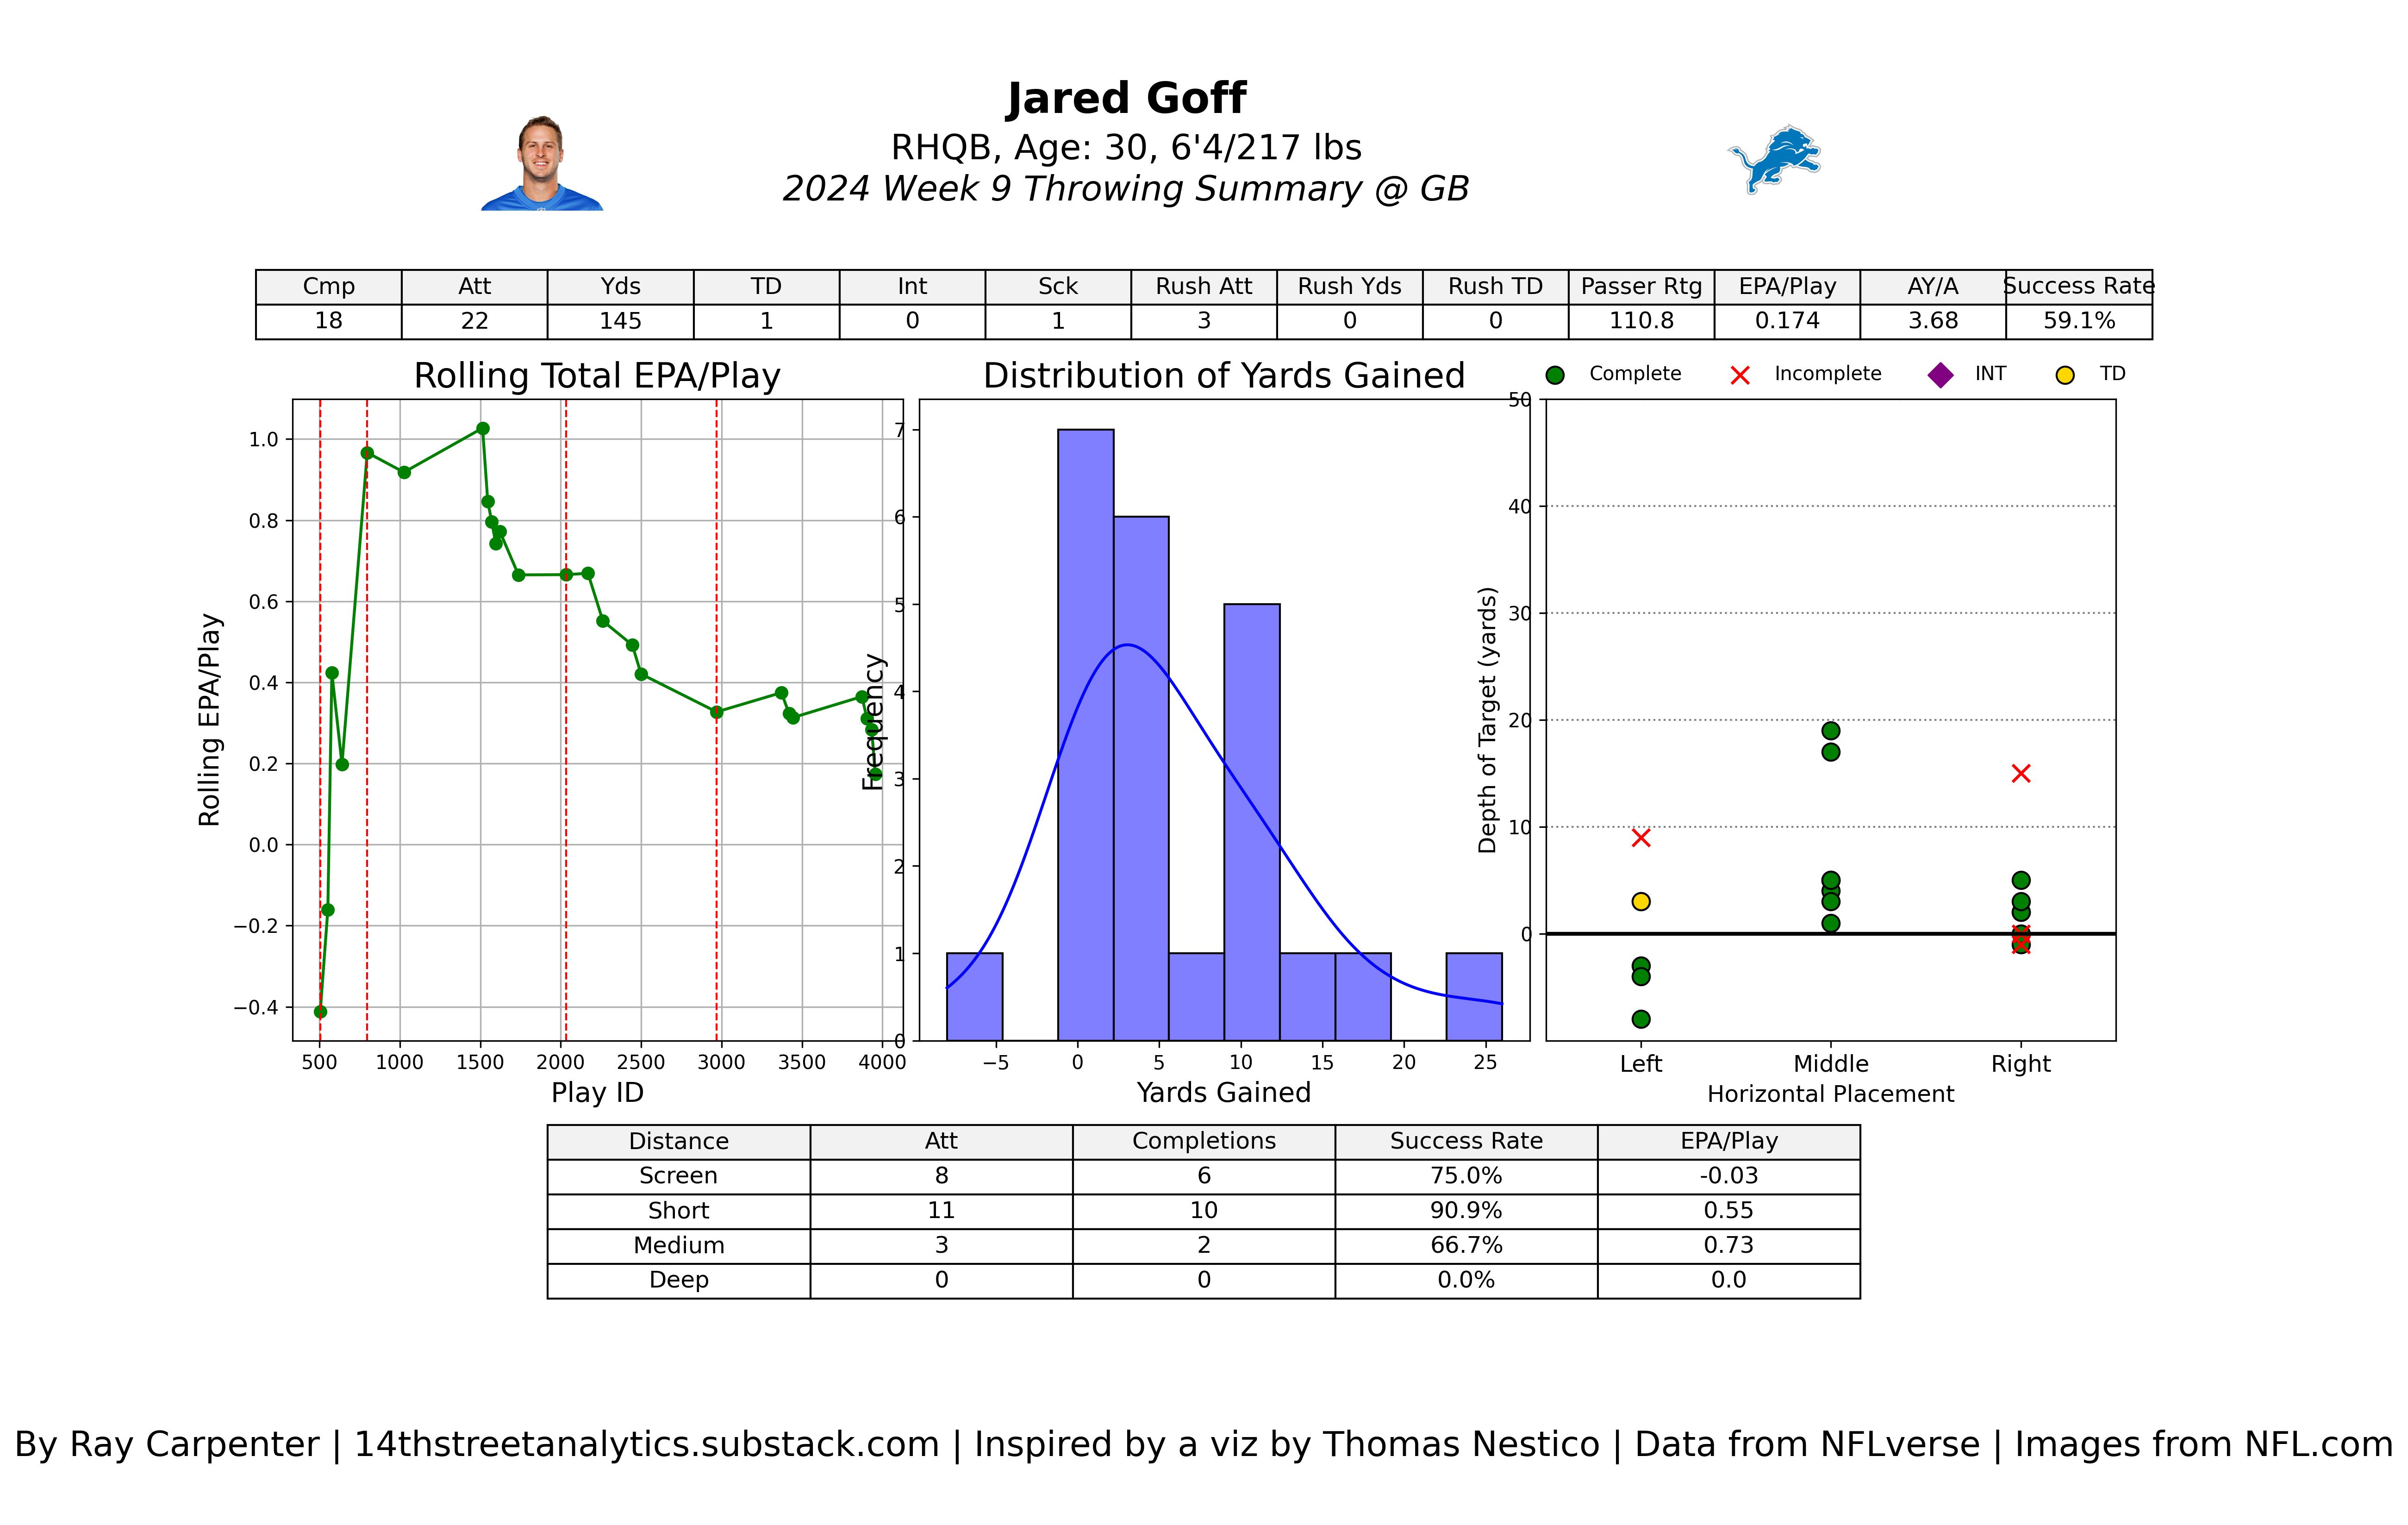 Jared Goff
RHQB, Age: 30, 6'4/217 lbs
2024 Week 9 Throwing Summary @ GB
Cmp Att Yds TD Int Sck Rush Att Rush Yds Rush TD Passer Rtg EPA/Play AY/A Success Rate
18 22 145 1 0 1 3 0 0 110.8 0.174 3.68 59.1%
Rolling Total EPA/Play
1.0
0.8
0.6
0.4
0.2
0.0
−0.2
−0.4
Rolling EPA/Play
500 1000 1500 2000 2500 3000 3500 4000
Play ID
Distribution of Yards Gained
7
6
5
4
3
2
1
0
Frequency
−5 0 5 10 15 20 25
Yards Gained
Complete Incomplete INT TD
50
40
30
20
10
0
Depth of Target (yards)
Left Middle Right
Horizontal Placement
Distance Att Completions Success Rate EPA/Play
Screen 8 6 75.0% -0.03
Short 11 10 90.9% 0.55
Medium 3 2 66.7% 0.73
Deep 0 0 0.0% 0.0
By Ray Carpenter | 14thstreetanalytics.substack.com | Inspired by a viz by Thomas Nestico | Data from NFLverse | Images from NFL.com